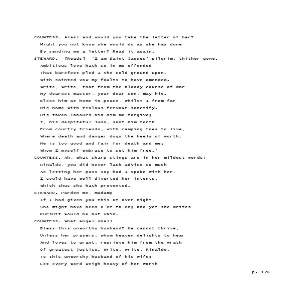 COUNTESS. Alas! and would you take the letter of her?
Might you not know she would do as she has done
By sending me a letter? Read it again.
STEWARD. [Reads] 'I am Saint Jaques' pilgrim, thither gone.
Ambitious love hath so in me offended
That barefoot plod I the cold ground upon,
With sainted vow my faults to have amended.
Write, write, that from the bloody course of war
My dearest master, your dear son, may hie.
Bless him at home in peace, whilst I from far
His name with zealous fervour sanctify.
His taken labours bid him me forgive;
I, his despiteful Juno, sent him forth
From courtly friends, with camping foes to live,
Where death and danger dogs the heels of worth.
He is too good and fair for death and me;
Whom I myself embrace to set him free.'
COUNTESS. Ah, what sharp stings are in her mildest words!
Rinaldo, you did never lack advice so much
As letting her pass so; had I spoke with her,
I could have well diverted her intents,
Which thus she hath prevented.
STEWARD. Pardon me, madam;
If I had given you this at over-night,
She might have been o'er-ta'en; and yet she writes
Pursuit would be but vain.
COUNTESS. What angel shall
Bless this unworthy husband? He cannot thrive,
Unless her prayers, whom heaven delights to hear
And loves to grant, reprieve him from the wrath
Of greatest justice. Write, write, Rinaldo,
To this unworthy husband of his wife;
Let every word weigh heavy of her worth